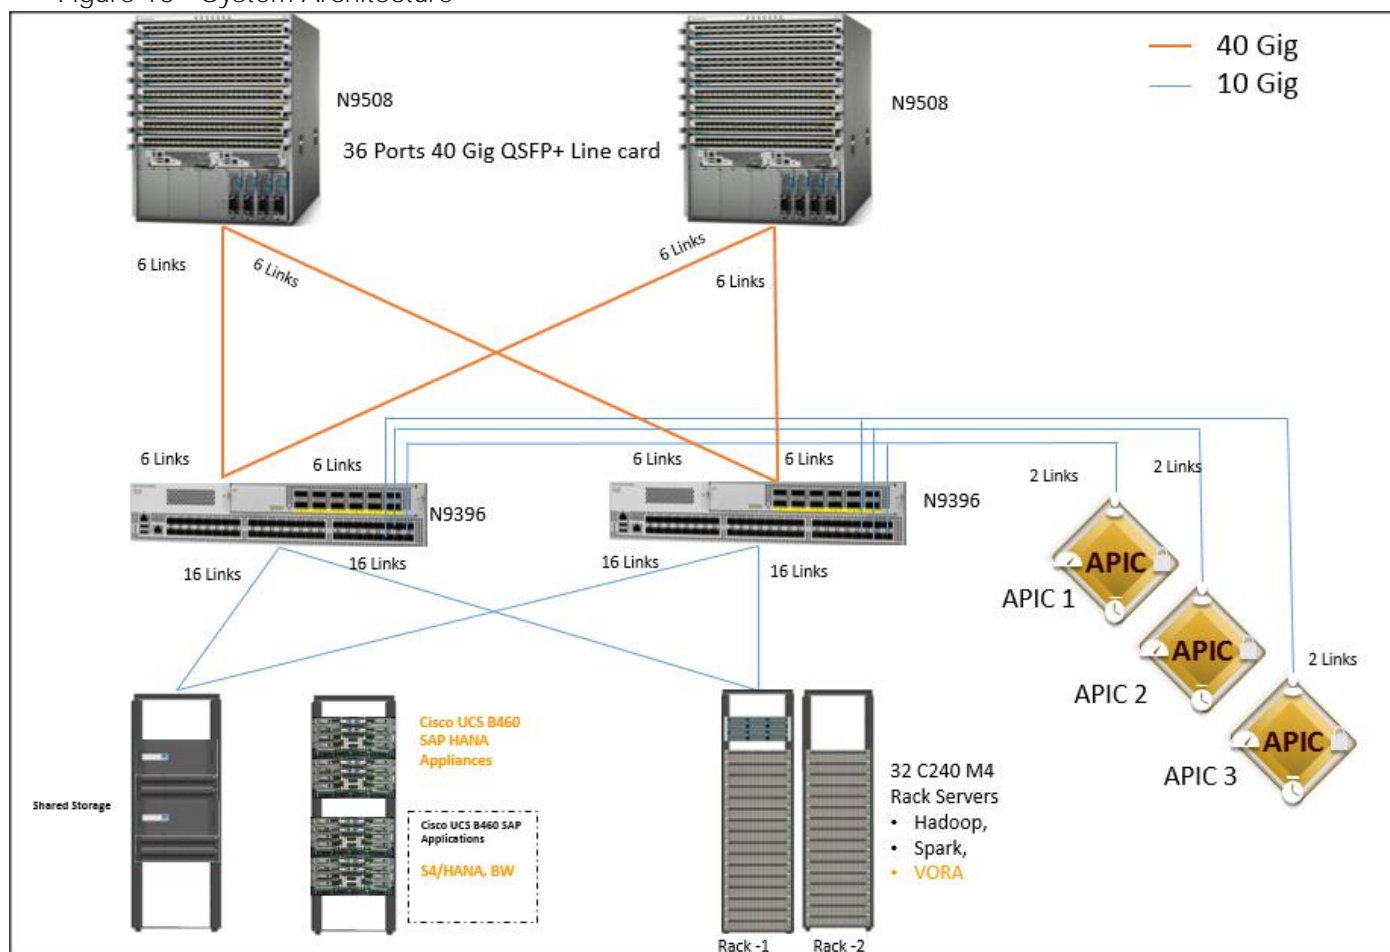 Figure 18 System Architecture
40 Gig
10 Gig
N9508
N9508
36 Ports 40 Gig QSFP+ Line card
6 Links
6 Links
6 Links
6 Links
6 Links
6 Links
6 Links
6 Links
2 Links
2 Links
N9396
N9396
16 Links
16 Links
16 Links
16 Links
APIC
APIC 1
APIC
APIC 2
2 Links
APIC
APIC 3
Cisco UCS B460
SAP HANA
Appliances
Shared Storage
Cisco UCS B460 SAP
Applications
S4/HANA, BW
32 C240 M4
Rack Servers
• Hadoop,
• Spark,
• VORA
Rack -1
Rack -2